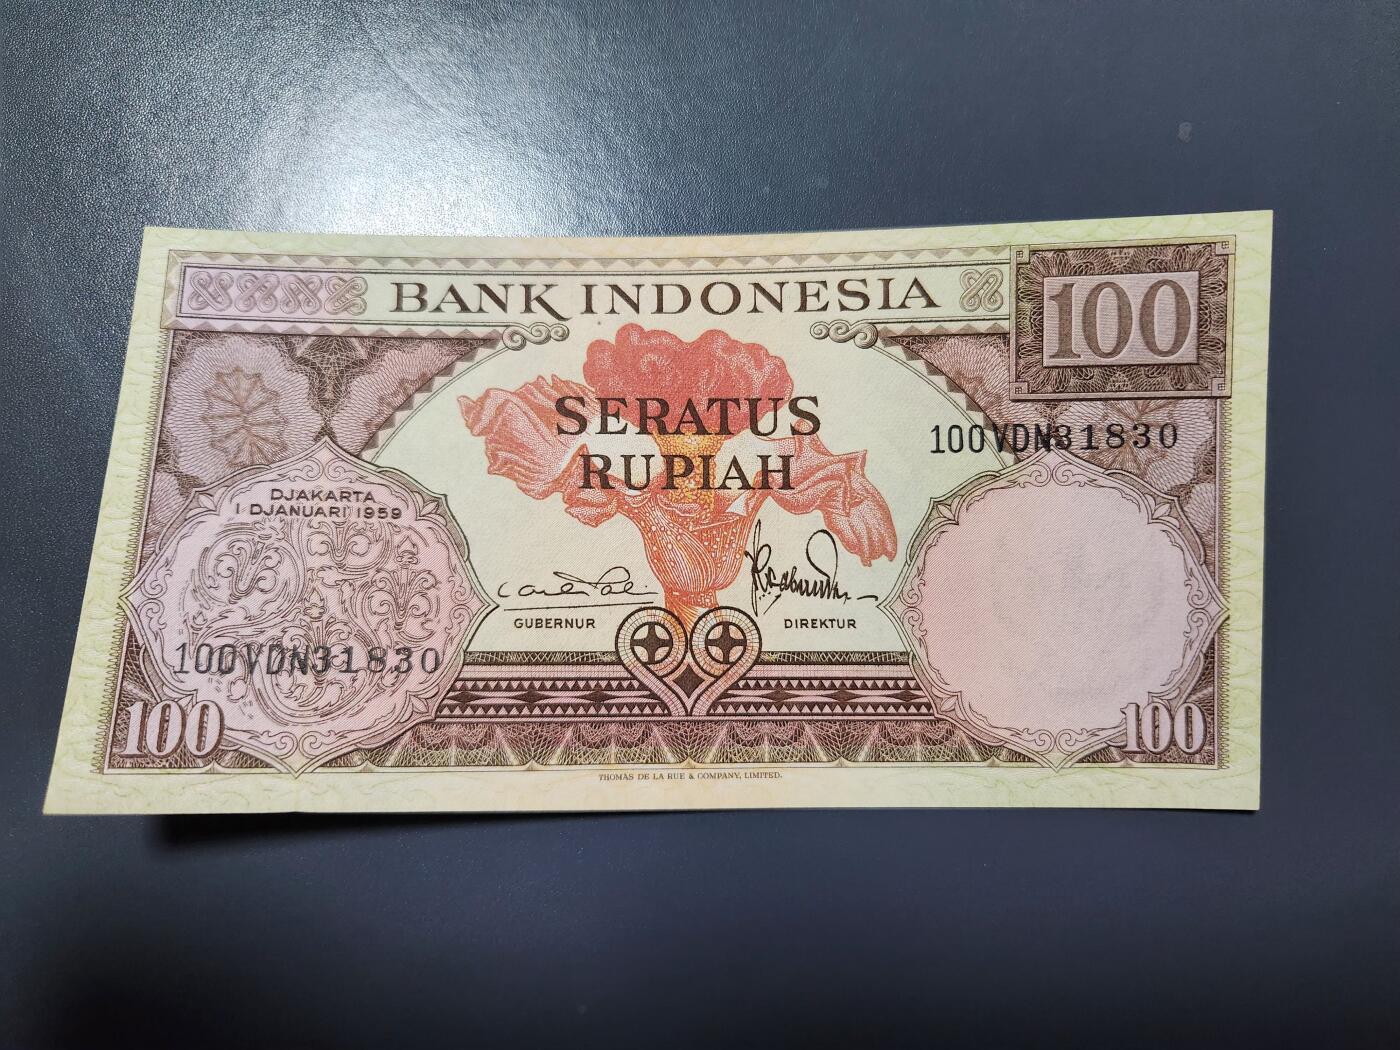 BANK INDONESIA
100
SERATUS
RUPIAH
100VDN31830
DJAKARTA
1 DJANUARI 1959
GUBERNUR
DIREKTUR
100VDN31830
100
100
THOMAS DE LA RUE & COMPANY, LIMITED.